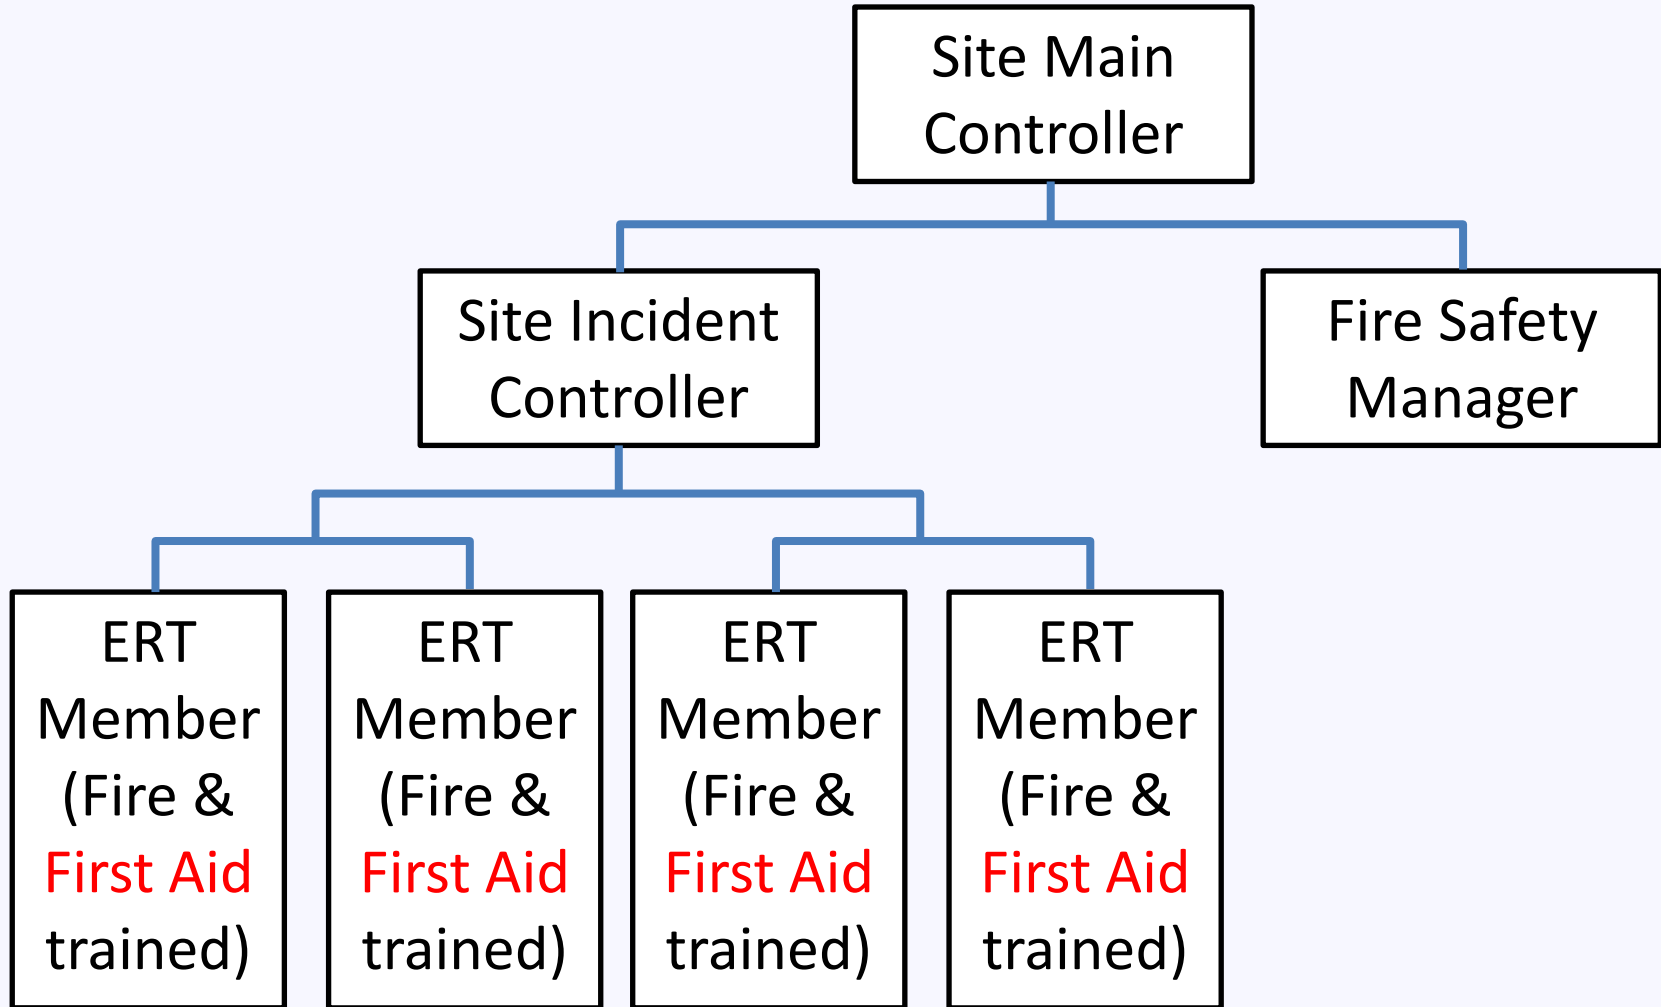 Site Main
Controller
Site Incident
Controller
Fire Safety
Manager
ERT
Member
(Fire &
First Aid
trained)
ERT
Member
(Fire &
First Aid
trained)
ERT
Member
(Fire &
First Aid
trained)
ERT
Member
(Fire &
First Aid
trained)